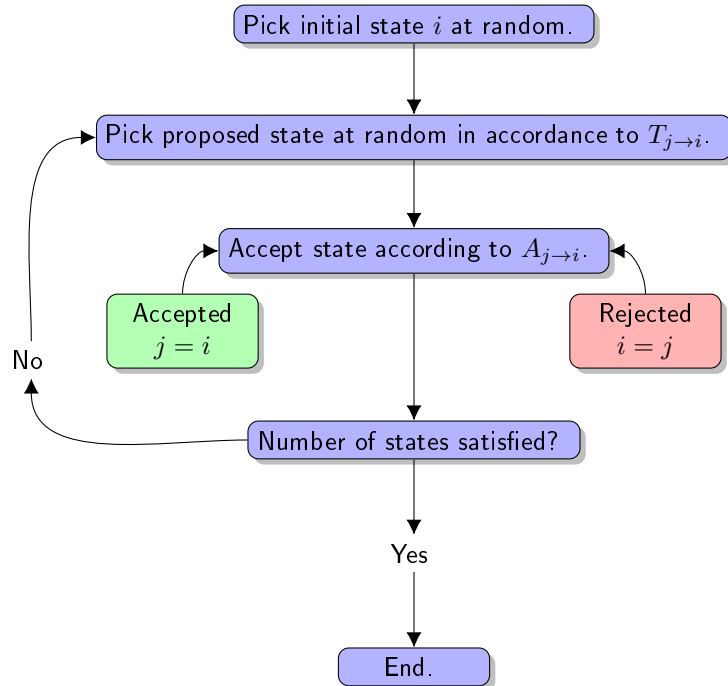 Pick initial state i at random.
Pick proposed state at random in accordance to T_{j→i}.
Accept state according to A_{j→i}.
Accepted
j = i
Rejected
i = j
No
Number of states satisfied?
Yes
End.